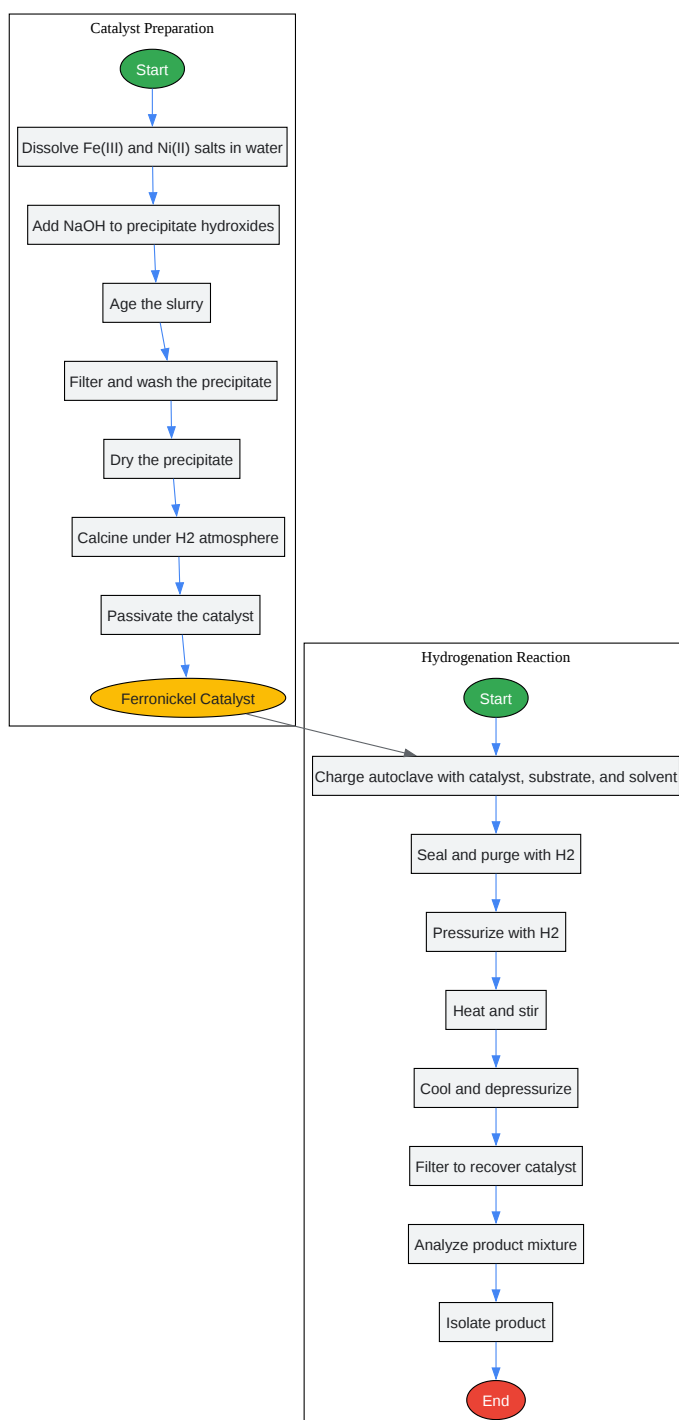 Catalyst Preparation
Start
Dissolve Fe(III) and Ni(II) salts in water
Add NaOH to precipitate hydroxides
Age the slurry
Filter and wash the precipitate
Dry the precipitate
Calcine under H2 atmosphere
Passivate the catalyst
Ferronickel Catalyst
Hydrogenation Reaction
Start
Charge autoclave with catalyst, substrate, and solvent
Seal and purge with H2
Pressurize with H2
Heat and stir
Cool and depressurize
Filter to recover catalyst
Analyze product mixture
Isolate product
End